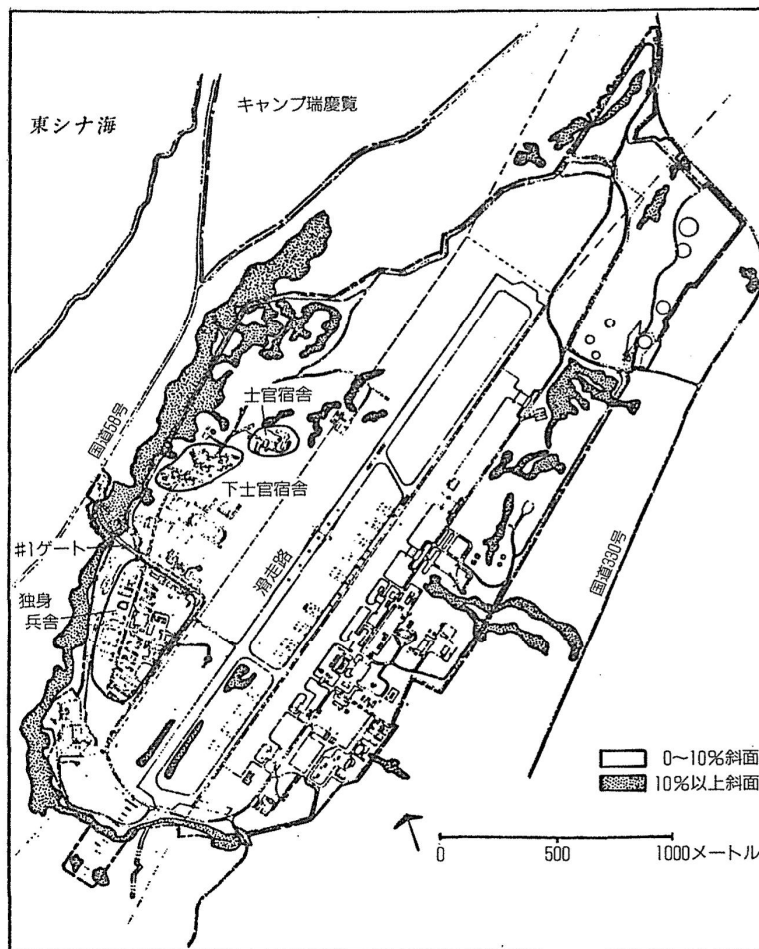 東シナ海
キャンプ瑞慶覧
国道58号
士官宿舎
下士官宿舎
#1ゲート
独身
兵舎
滑走路
国道330号
0〜10%斜面
10%以上斜面
0 500 1000メートル